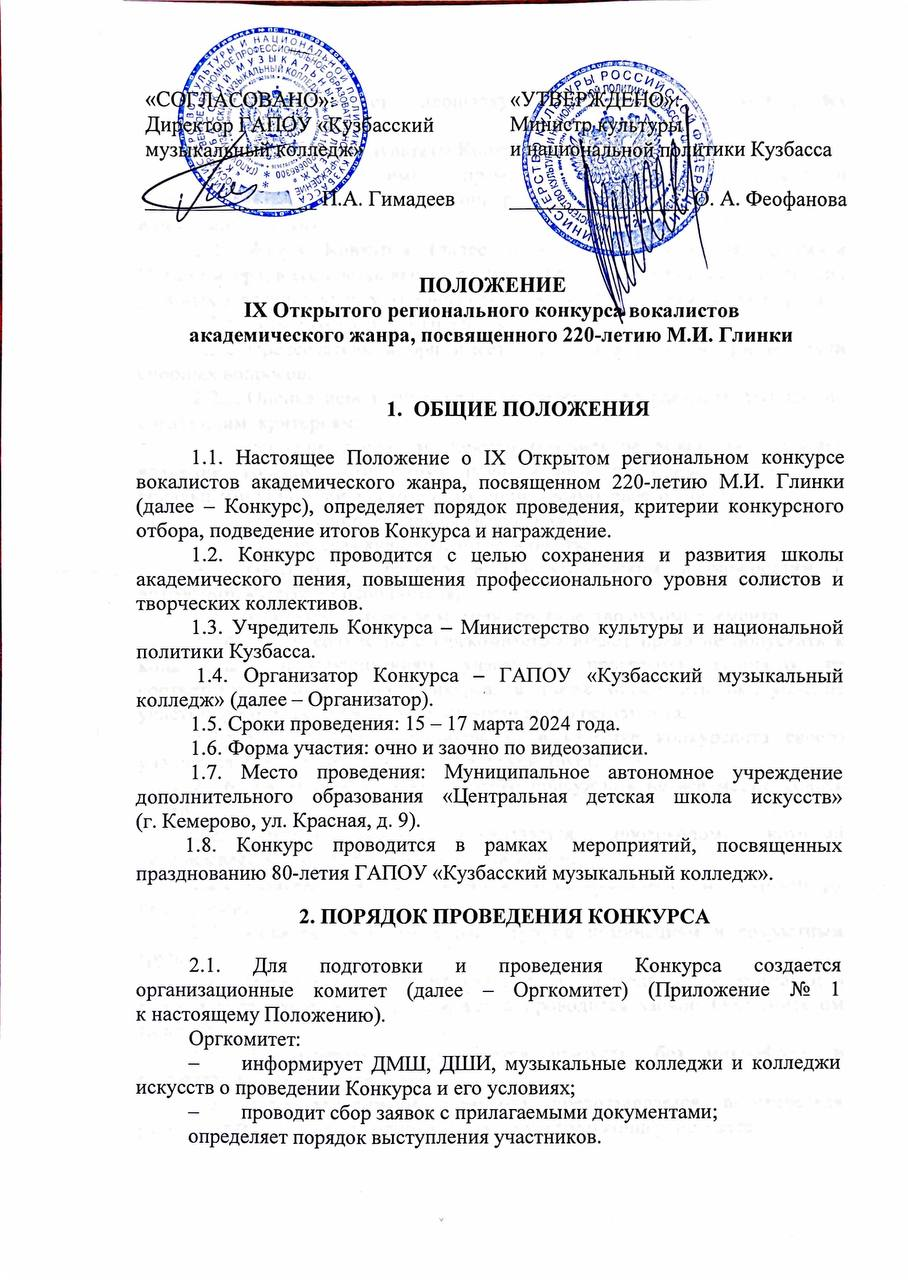 «СОГЛАСОВАНО»:
Директор ГАПОУ «Кузбасский
музыкальный колледж»
И.А. Гимадеев
«УТВЕРЖДЕНО»:
Министр культуры
и национальной политики Кузбасса
О. А. Феофанова
ПОЛОЖЕНИЕ
IX Открытого регионального конкурса вокалистов
академического жанра, посвященного 220-летию М.И. Глинки
1. ОБЩИЕ ПОЛОЖЕНИЯ
1.1. Настоящее Положение о IX Открытом региональном конкурсе
вокалистов академического жанра, посвященном 220-летию М.И. Глинки
(далее – Конкурс), определяет порядок проведения, критерии конкурсного
отбора, подведение итогов Конкурса и награждение.
1.2. Конкурс проводится с целью сохранения и развития школы
академического пения, повышения профессионального уровня солистов и
творческих коллективов.
1.3. Учредитель Конкурса – Министерство культуры и национальной
политики Кузбасса.
1.4. Организатор Конкурса – ГАПОУ «Кузбасский музыкальный
колледж» (далее – Организатор).
1.5. Сроки проведения: 15 – 17 марта 2024 года.
1.6. Форма участия: очно и заочно по видеозаписи.
1.7. Место проведения: Муниципальное автономное учреждение
дополнительного образования «Центральная детская школа искусств»
(г. Кемерово, ул. Красная, д. 9).
1.8. Конкурс проводится в рамках мероприятий, посвященных
празднованию 80-летия ГАПОУ «Кузбасский музыкальный колледж».
2. ПОРЯДОК ПРОВЕДЕНИЯ КОНКУРСА
2.1. Для подготовки и проведения Конкурса создается
организационные комитет (далее – Оргкомитет) (Приложение № 1
к настоящему Положению).
Оргкомитет:
– информирует ДМШ, ДШИ, музыкальные колледжи и колледжи
искусств о проведении Конкурса и его условиях;
– проводит сбор заявок с прилагаемыми документами;
определяет порядок выступления участников.